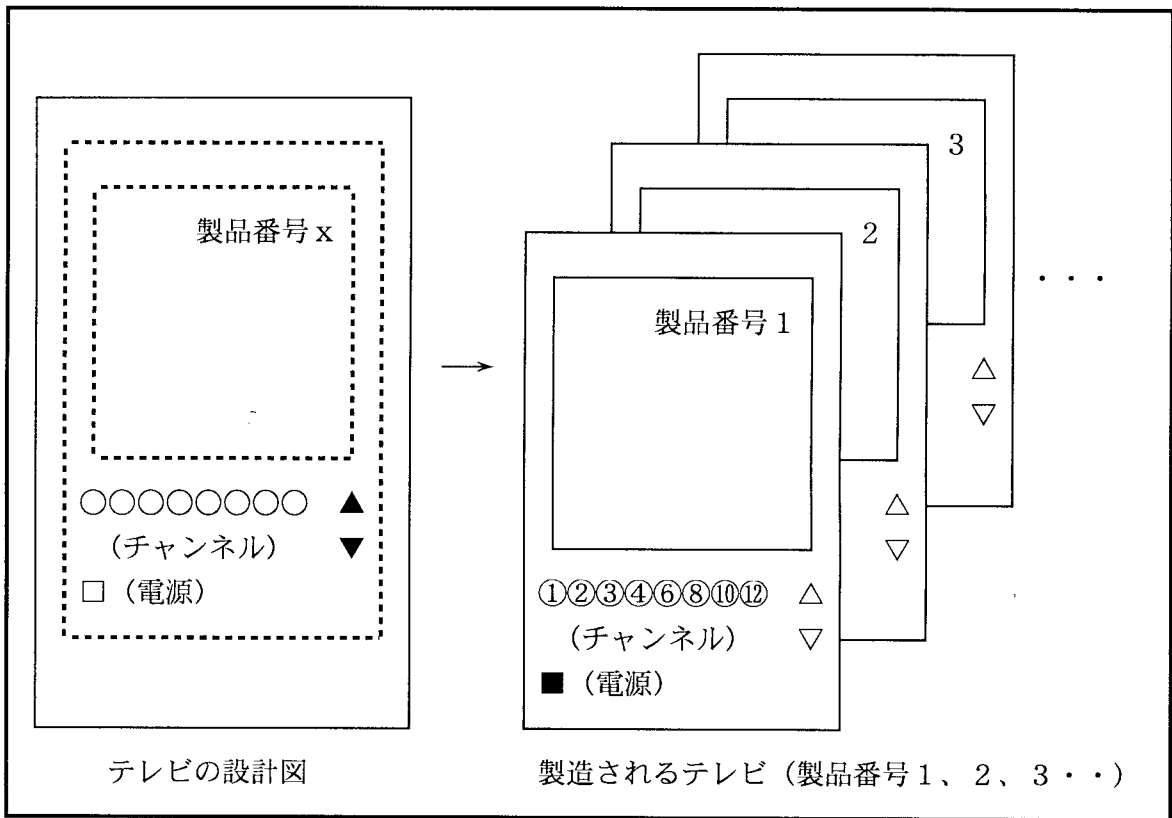 製品番号x
○○○○○○○○ ▲
(チャンネル) ▼
□ (電源)
テレビの設計図
→
3
2
製品番号1
・・・
△
▽
△
▽
①②③④⑥⑧⑩⑫ △
(チャンネル) ▽
■ (電源)
製造されるテレビ (製品番号1、2、3・・)